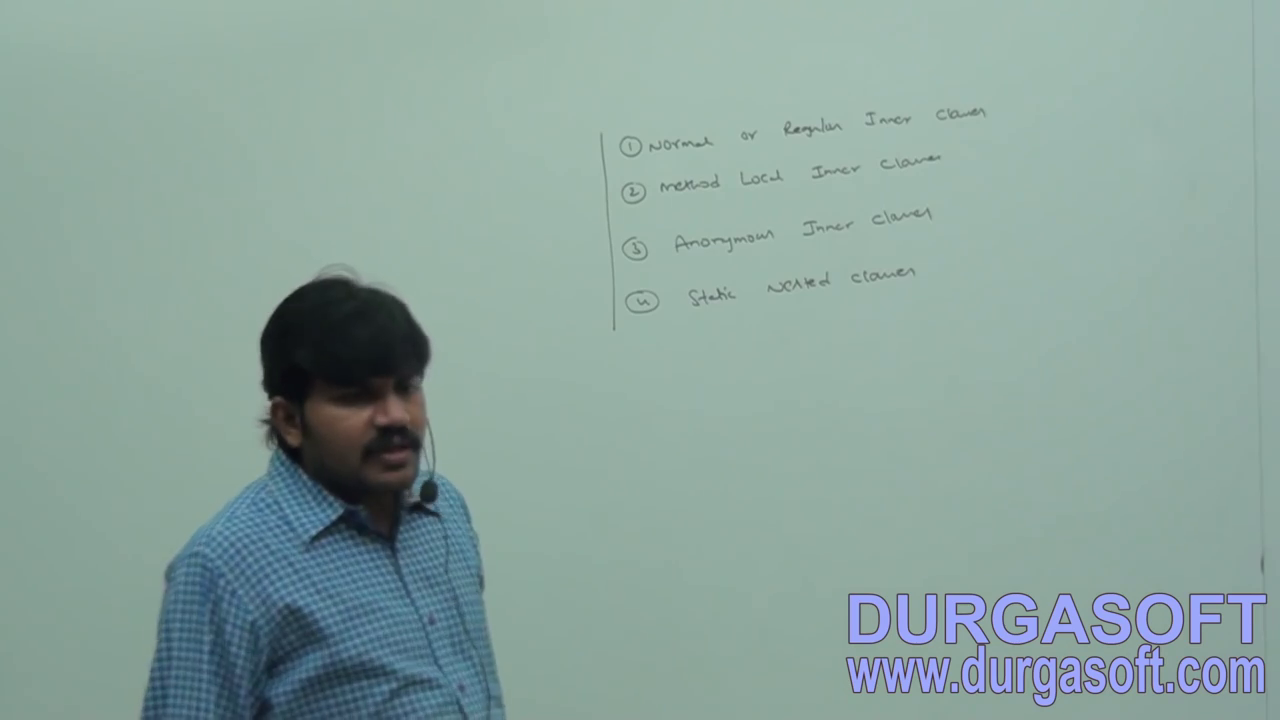 ① Normal or Regular Inner classes
② Method Local Inner classes
③ Anonymous Inner classes
④ Static Nested classes
DURGASOFT
www.durgasoft.com